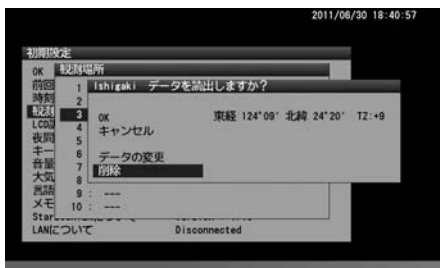 2011/06/30 18:40:57
初期設定
OK 観測場所
前回 1 Ishigaki データを読出しますか?
時刻 2
観測 3 OK 東経 124°09′ 北緯 24°20′ TZ:+9
LCD 4 キャンセル
夜間 5
キー 6 データの変更
音量 7 削除
大気 8
言語 9 : ---
メモ 10 : ---
Star
LANについて Disconnected